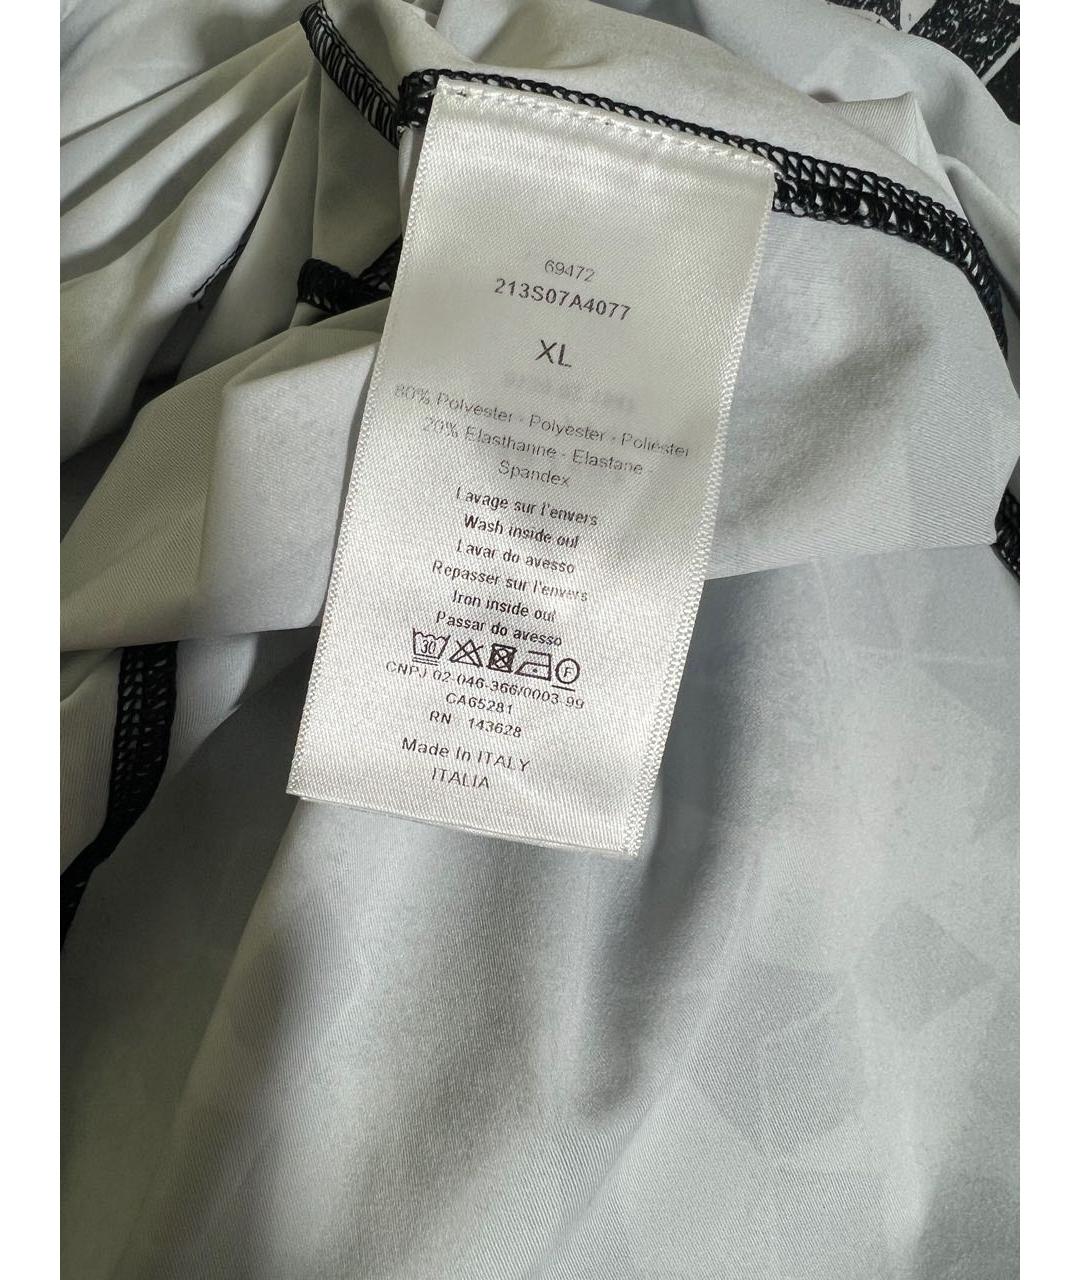 69472
213S07A4077
XL
80% Polyester - Polyester - Poliéster
20% Elasthanne - Elastane -
Spandex
Lavage sur l'envers
Wash inside out
Lavar do avesso
Repasser sur l'envers
Iron inside out
Passar do avesso
30 F
CNPJ 02-046-366/0003-99
CA65281
RN 143628
Made In ITALY
ITALIA